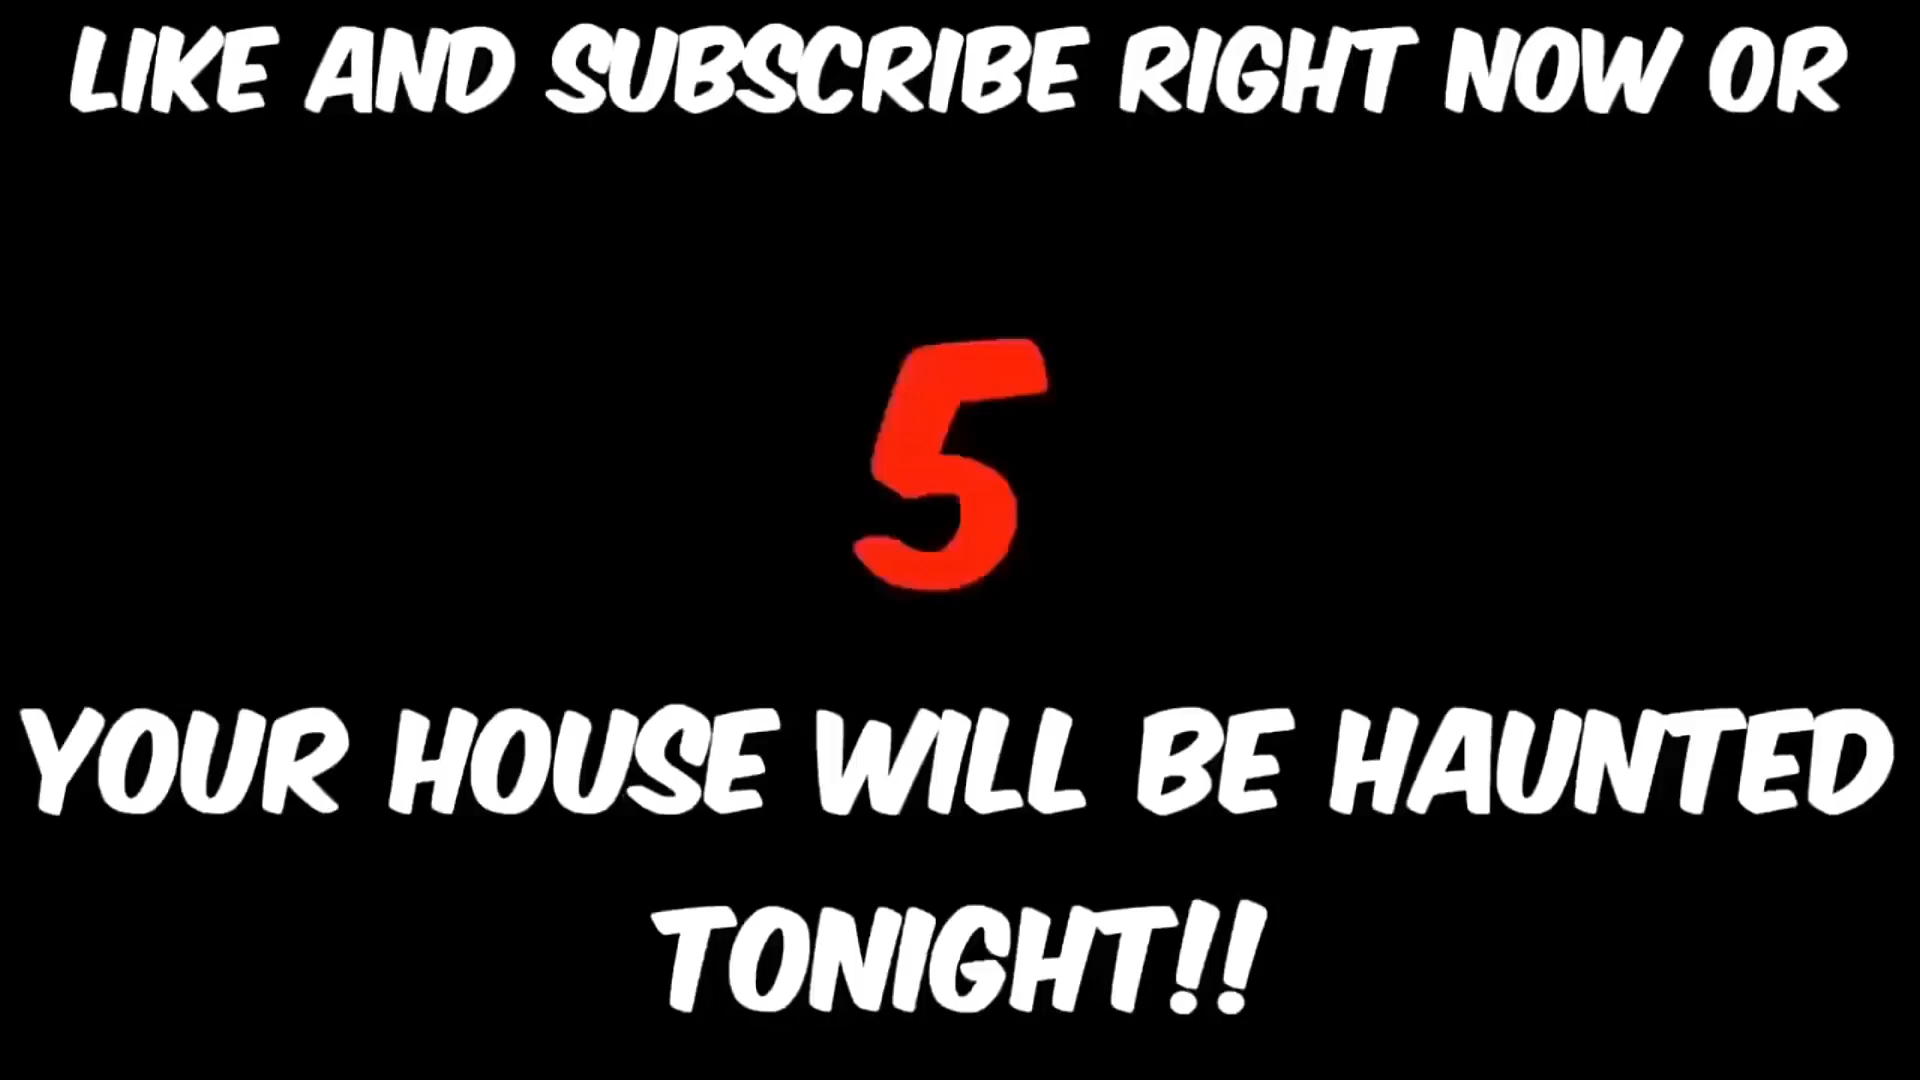 LIKE AND SUBSCRIBE RIGHT NOW OR
5
YOUR HOUSE WILL BE HAUNTED
TONIGHT!!